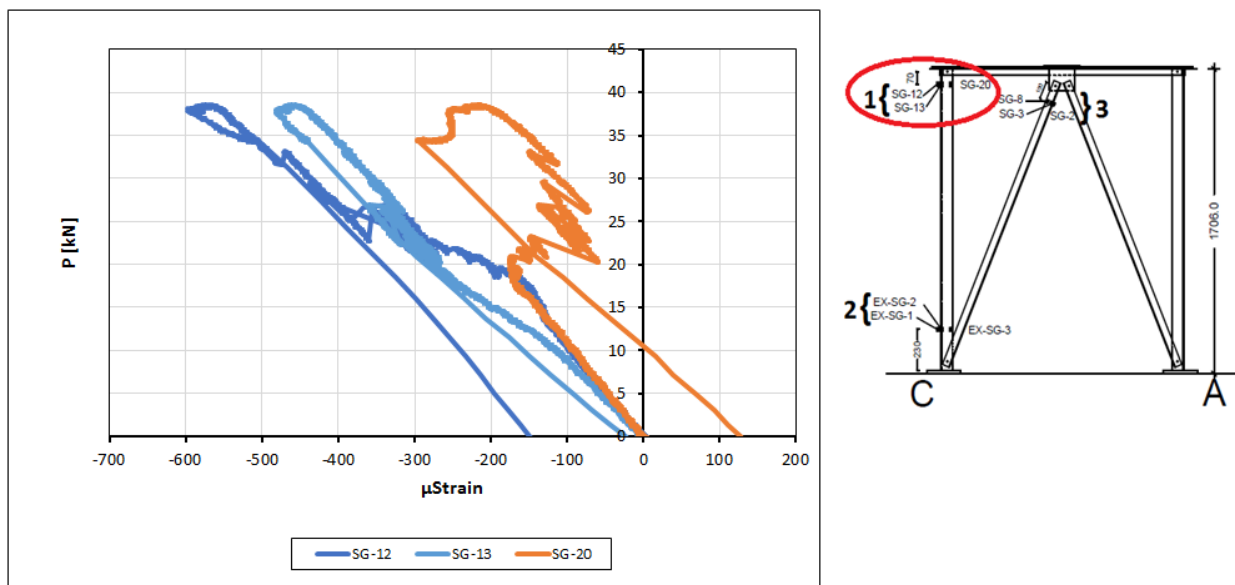 45
40
35
30
25
20
15
10
5
0
P [kN]
-700 -600 -500 -400 -300 -200 -100 0 100 200
µStrain
SG-12 SG-13 SG-20
70
SG-20
1 { SG-12
SG-13
SG-8
SG-3
SG-2
} 3
1706.0
2 { EX-SG-2
EX-SG-1
EX-SG-3
230
C A